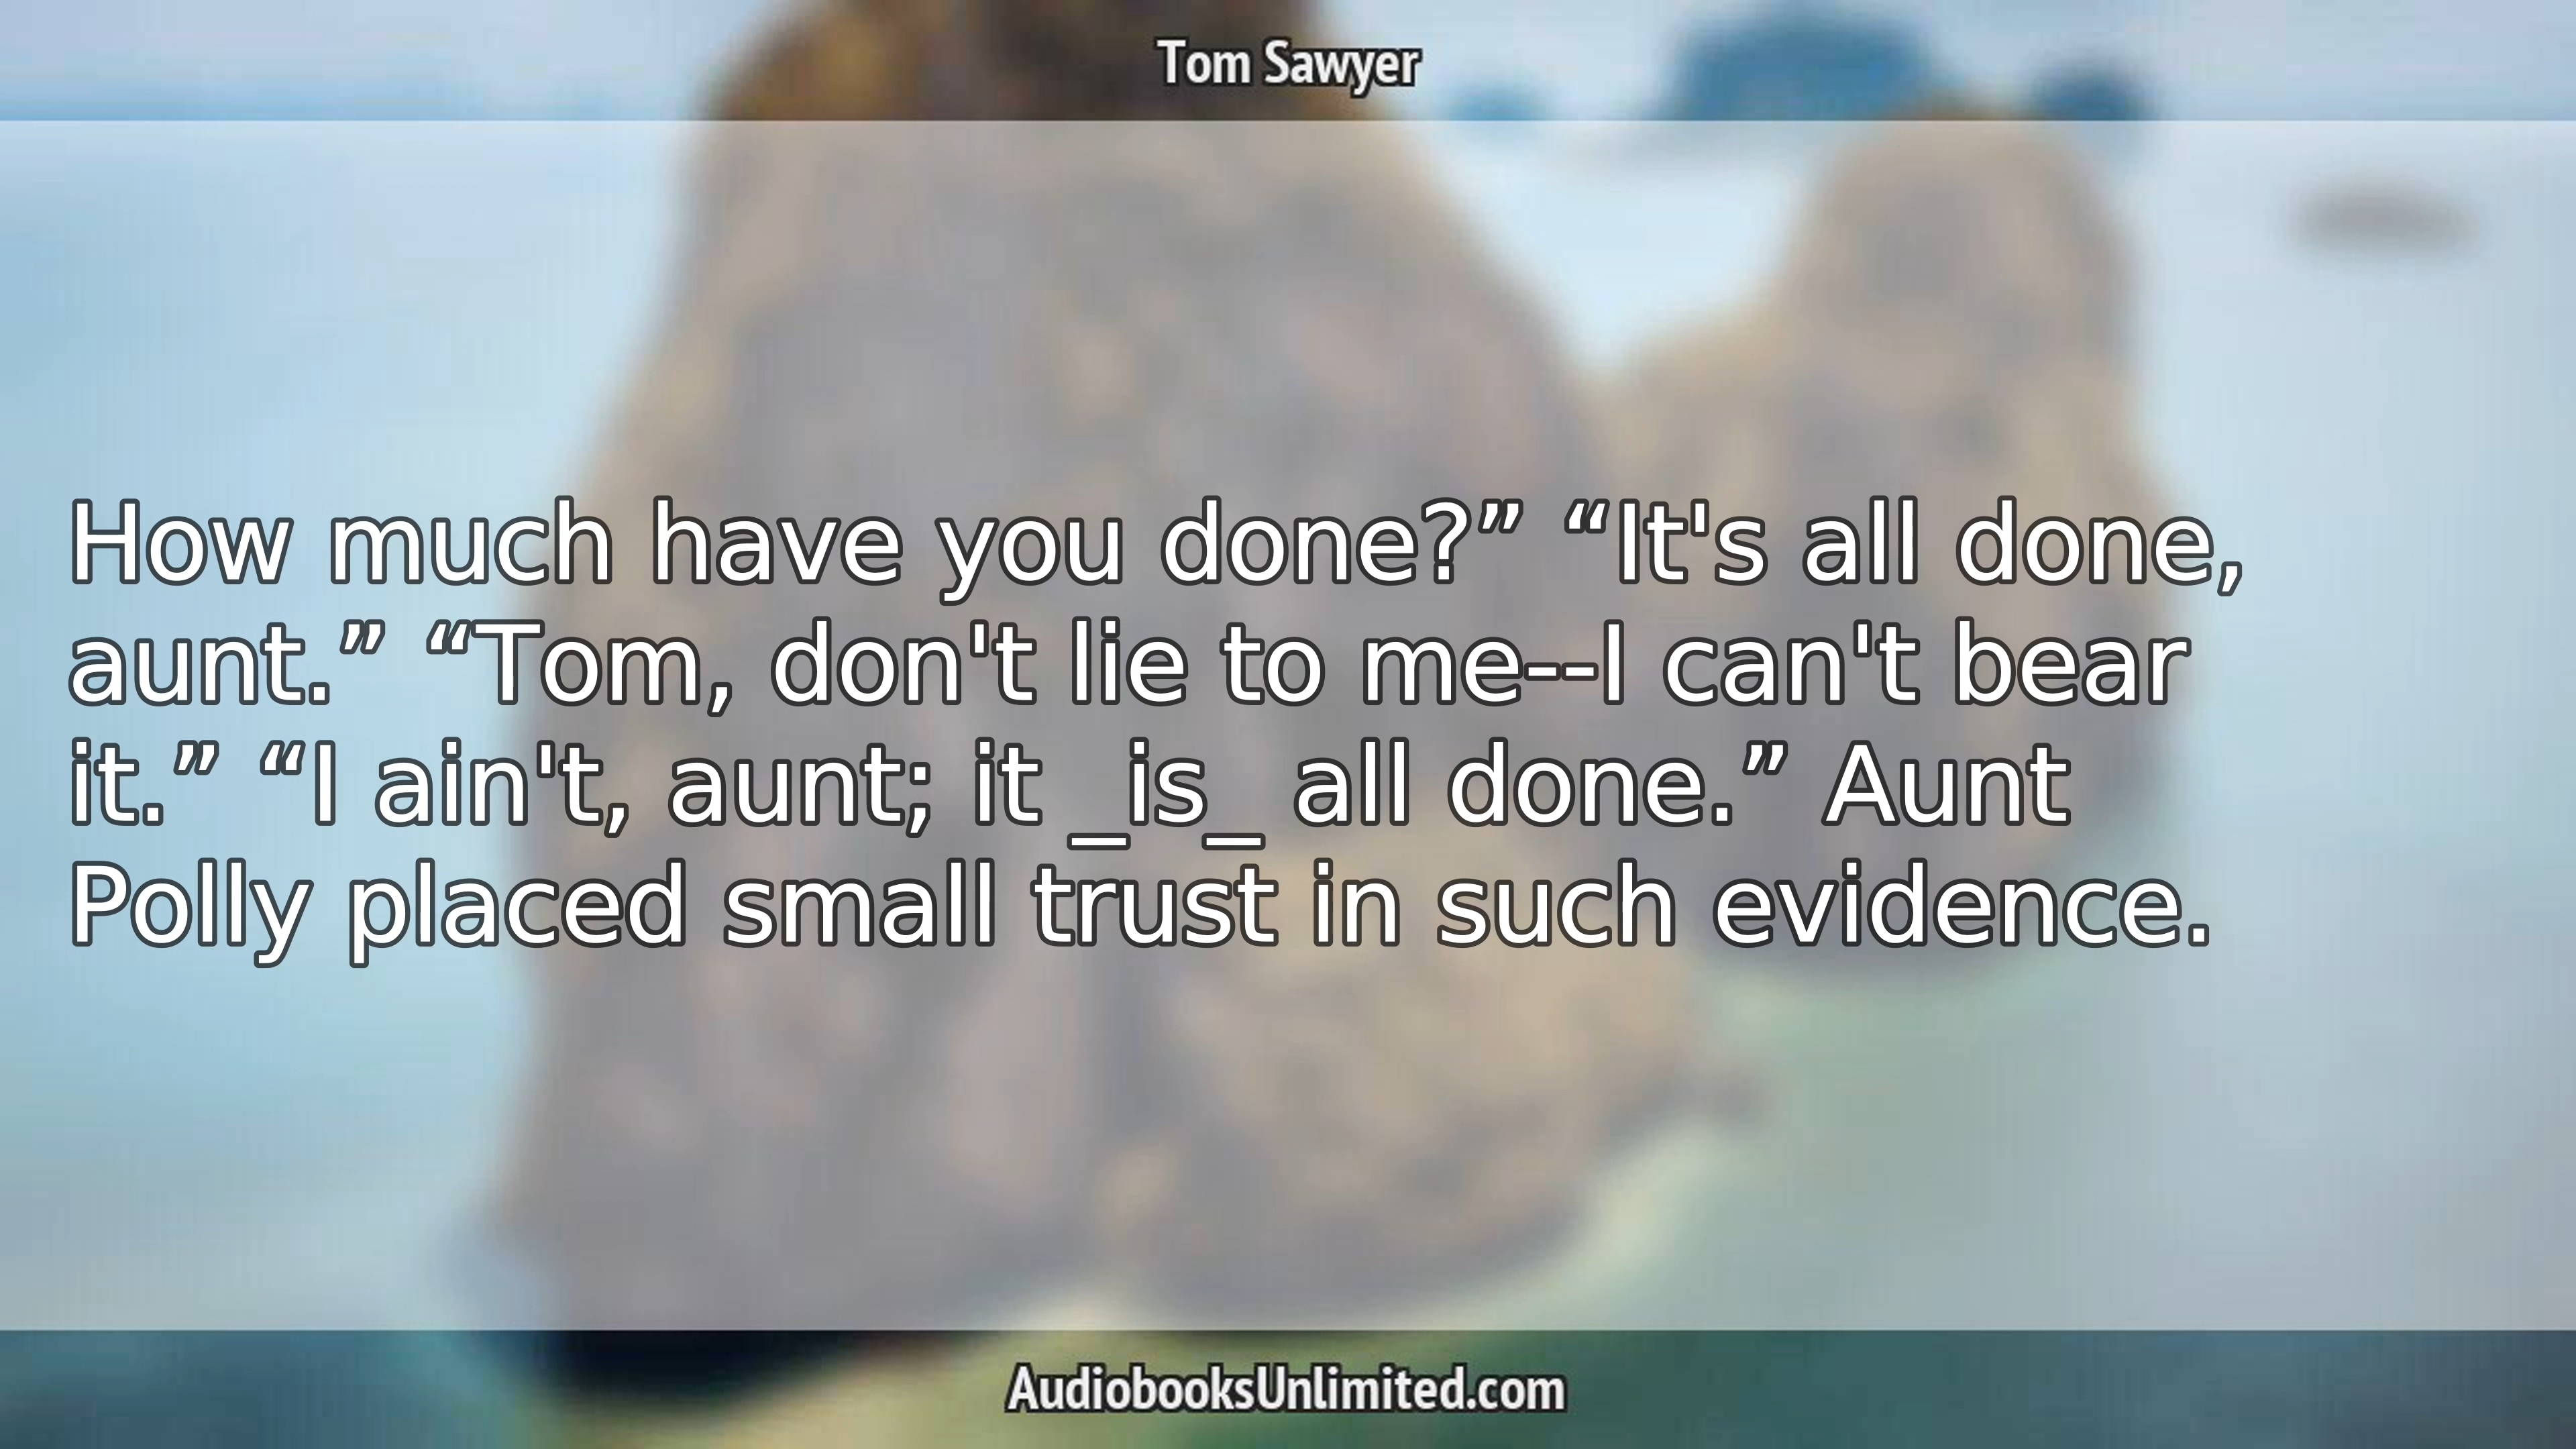 Tom Sawyer
How much have you done?” “It's all done,
aunt.” “Tom, don't lie to me--I can't bear
it.” “I ain't, aunt; it _is_ all done.” Aunt
Polly placed small trust in such evidence.
AudiobooksUnlimited.com